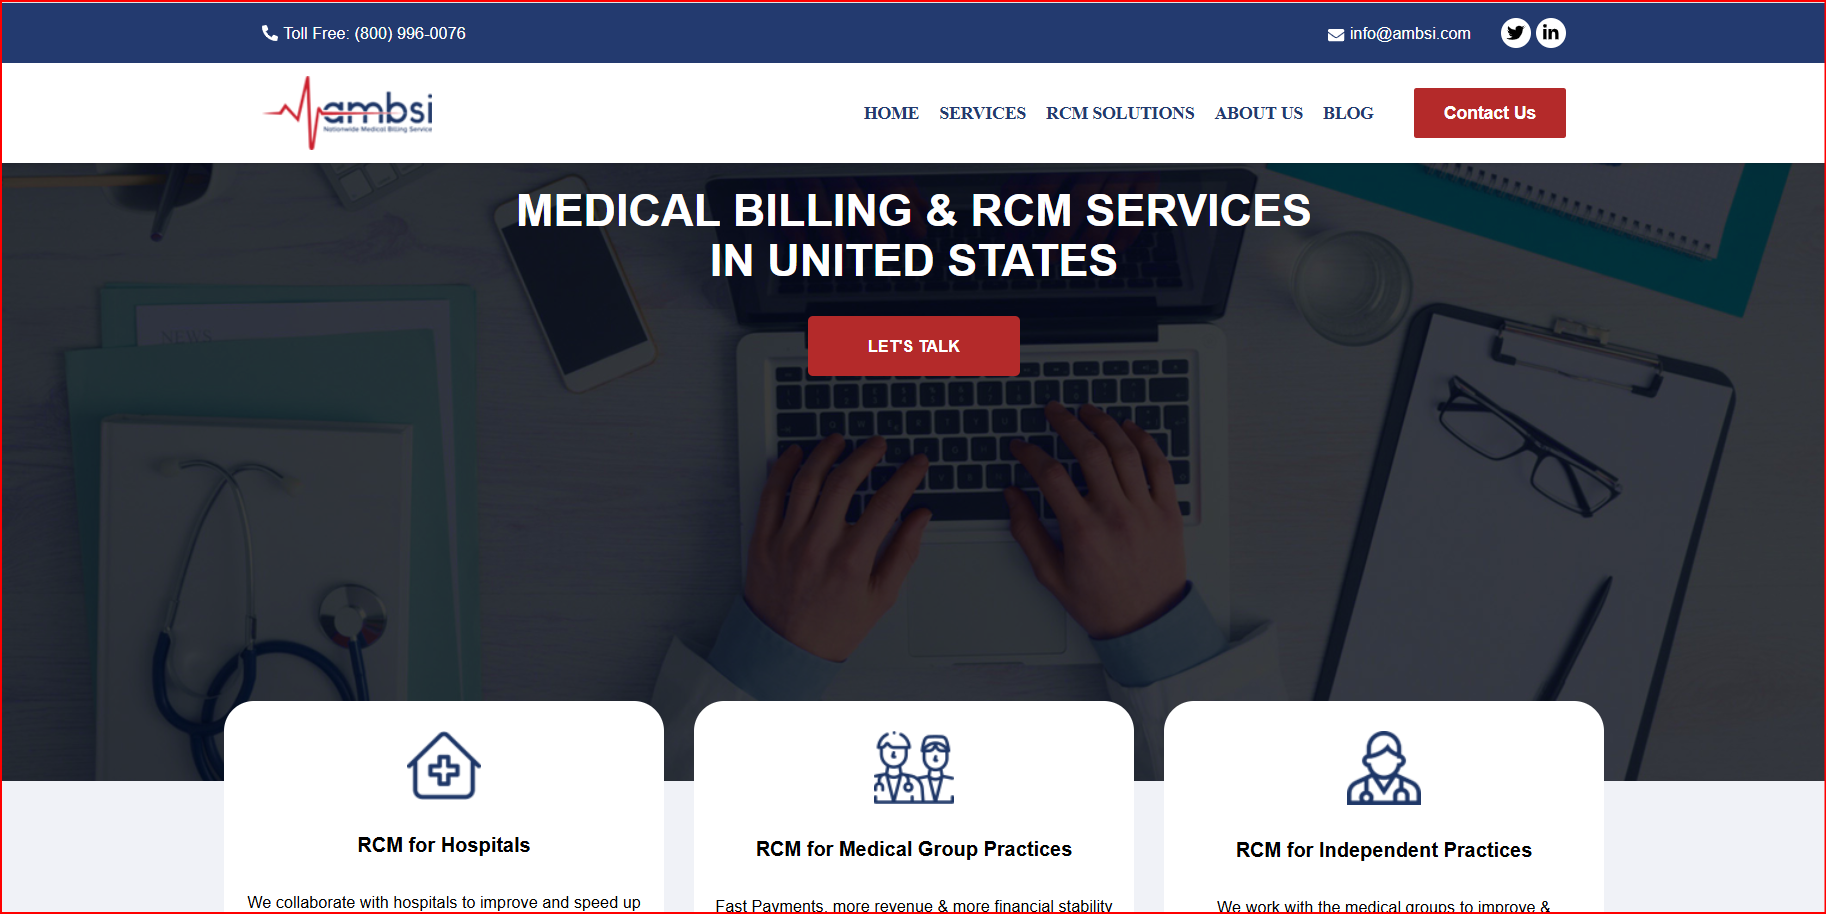 Toll Free: (800) 996-0076
info@ambsi.com
ambsi
Nationwide Medical Billing Service
HOME SERVICES RCM SOLUTIONS ABOUT US BLOG Contact Us
MEDICAL BILLING & RCM SERVICES
IN UNITED STATES
NEWS
LET'S TALK
RCM for Hospitals
RCM for Medical Group Practices
RCM for Independent Practices
We collaborate with hospitals to improve and speed up
Fast Payments, more revenue & more financial stability
We work with the medical groups to improve &